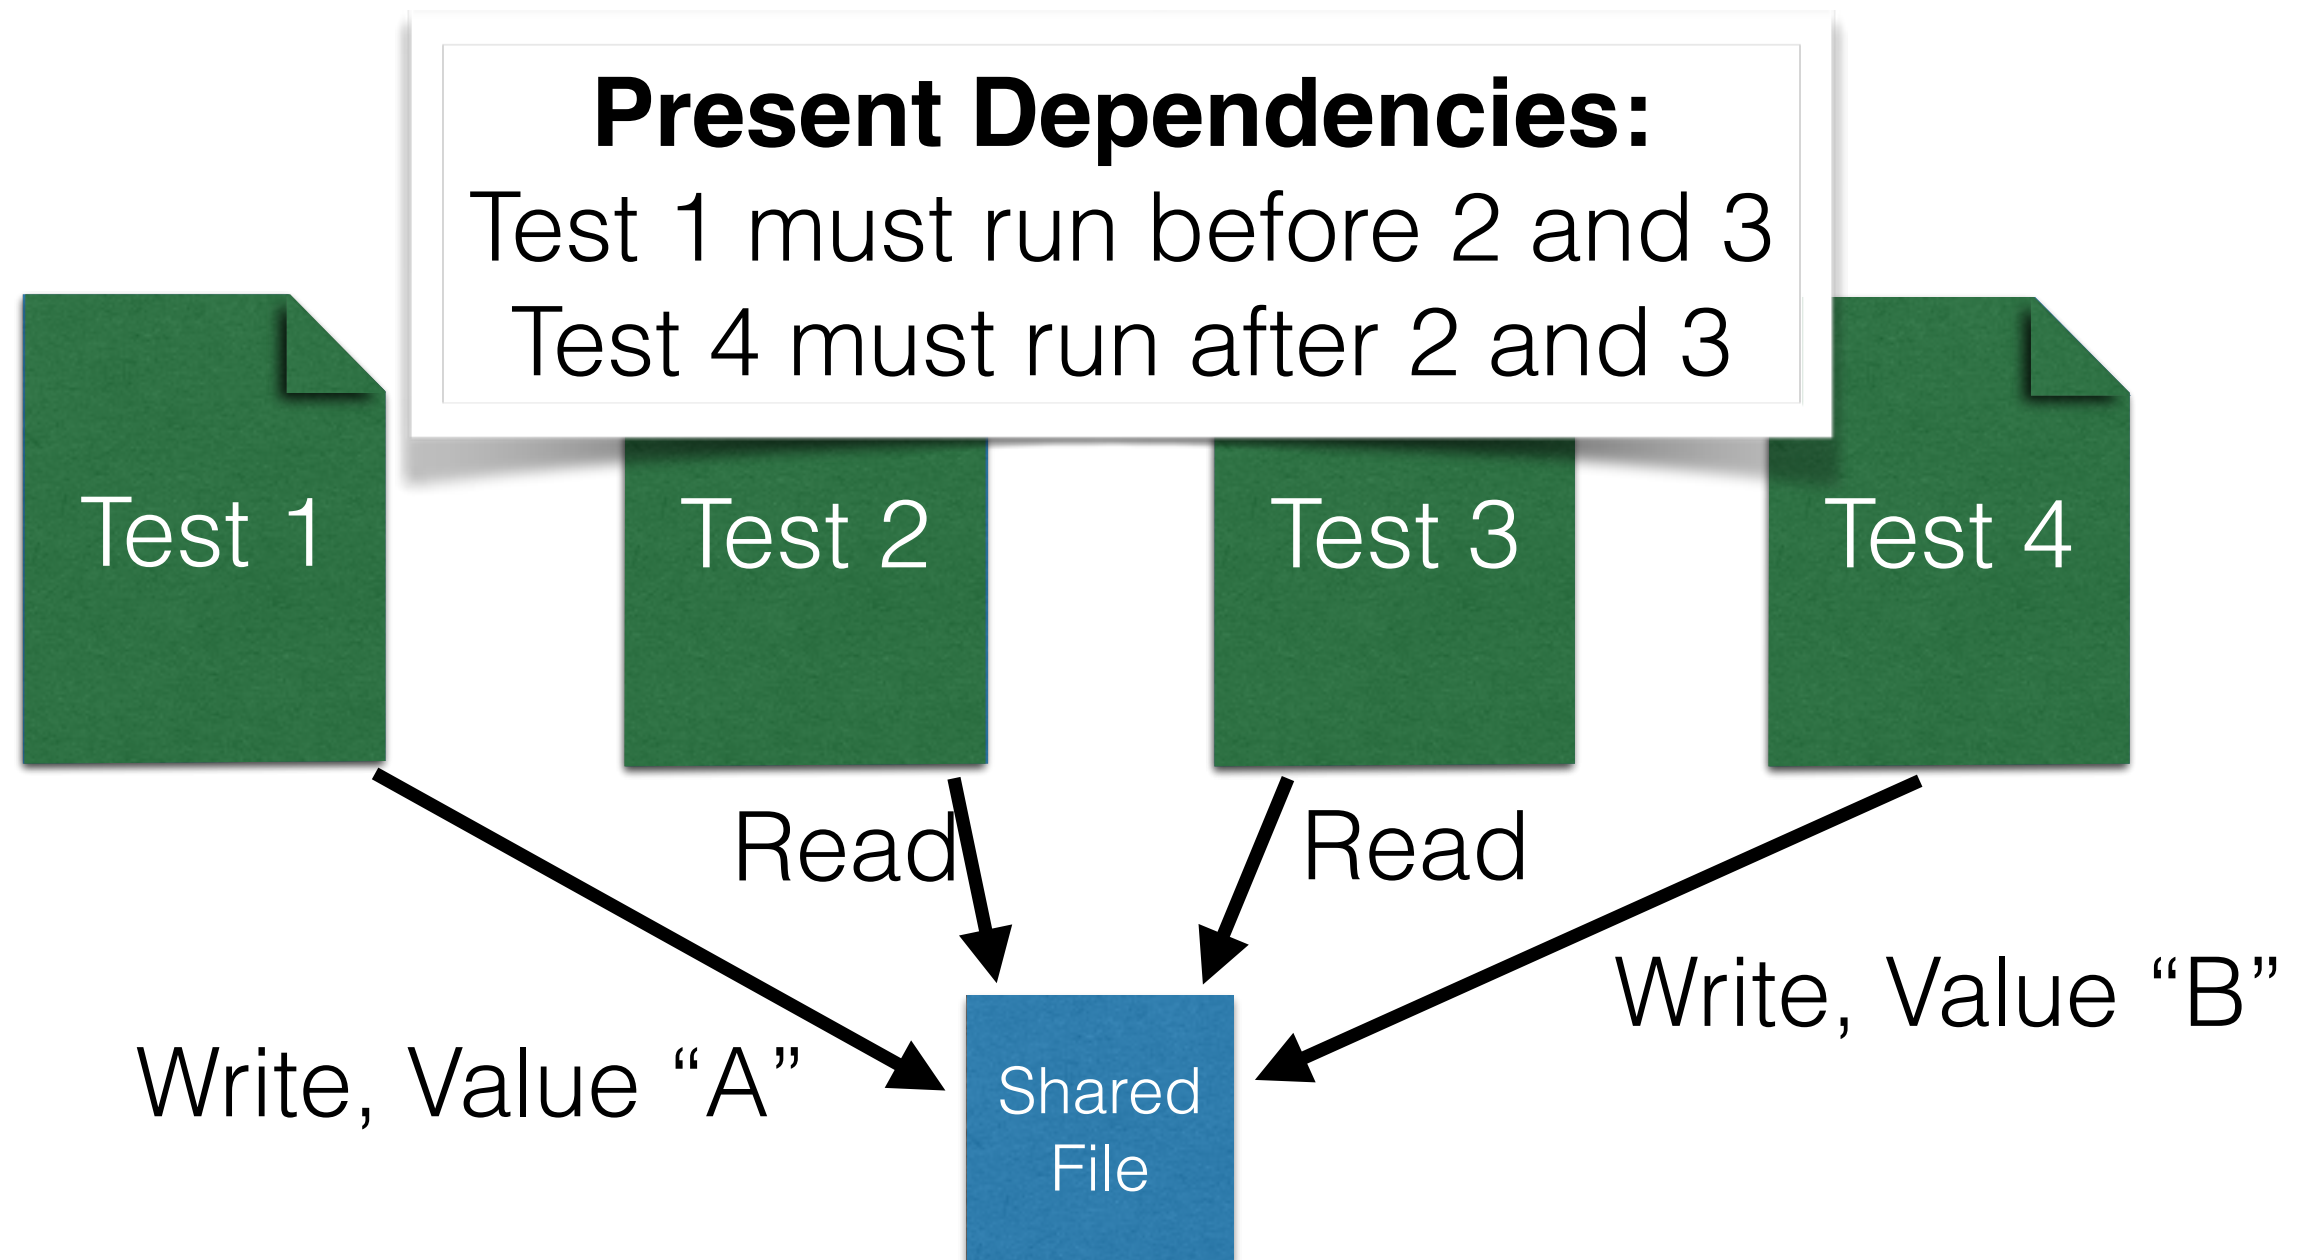 Present Dependencies:
Test 1 must run before 2 and 3
Test 4 must run after 2 and 3
Test 1
Test 2
Test 3
Test 4
Read
Read
Write, Value “B”
Write, Value “A”
Shared
File